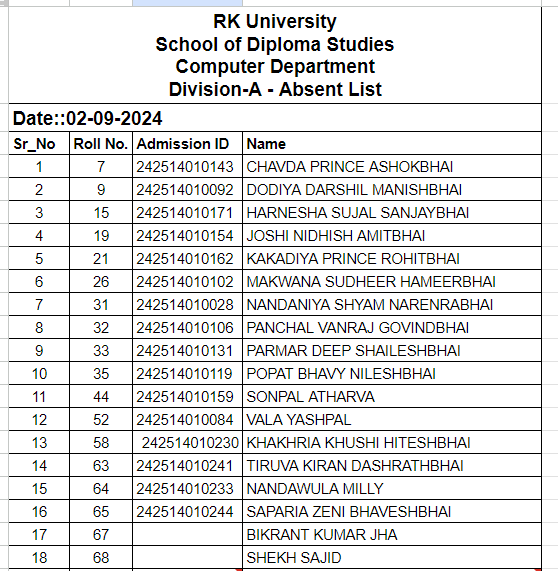 RK University
School of Diploma Studies
Computer Department
Division-A - Absent List
Date::02-09-2024
Sr_No Roll No. Admission ID Name
1 7 242514010143 CHAVDA PRINCE ASHOKBHAI
2 9 242514010092 DODIYA DARSHIL MANISHBHAI
3 15 242514010171 HARNESHA SUJAL SANJAYBHAI
4 19 242514010154 JOSHI NIDHISH AMITBHAI
5 21 242514010162 KAKADIYA PRINCE ROHITBHAI
6 26 242514010102 MAKWANA SUDHEER HAMEERBHAI
7 31 242514010028 NANDANIYA SHYAM NARENRABHAI
8 32 242514010106 PANCHAL VANRAJ GOVINDBHAI
9 33 242514010131 PARMAR DEEP SHAILESHBHAI
10 35 242514010119 POPAT BHAVY NILESHBHAI
11 44 242514010159 SONPAL ATHARVA
12 52 242514010084 VALA YASHPAL
13 58 242514010230 KHAKHRIA KHUSHI HITESHBHAI
14 63 242514010241 TIRUVA KIRAN DASHRATHBHAI
15 64 242514010233 NANDAWULA MILLY
16 65 242514010244 SAPARIA ZENI BHAVESHBHAI
17 67 BIKRANT KUMAR JHA
18 68 SHEKH SAJID